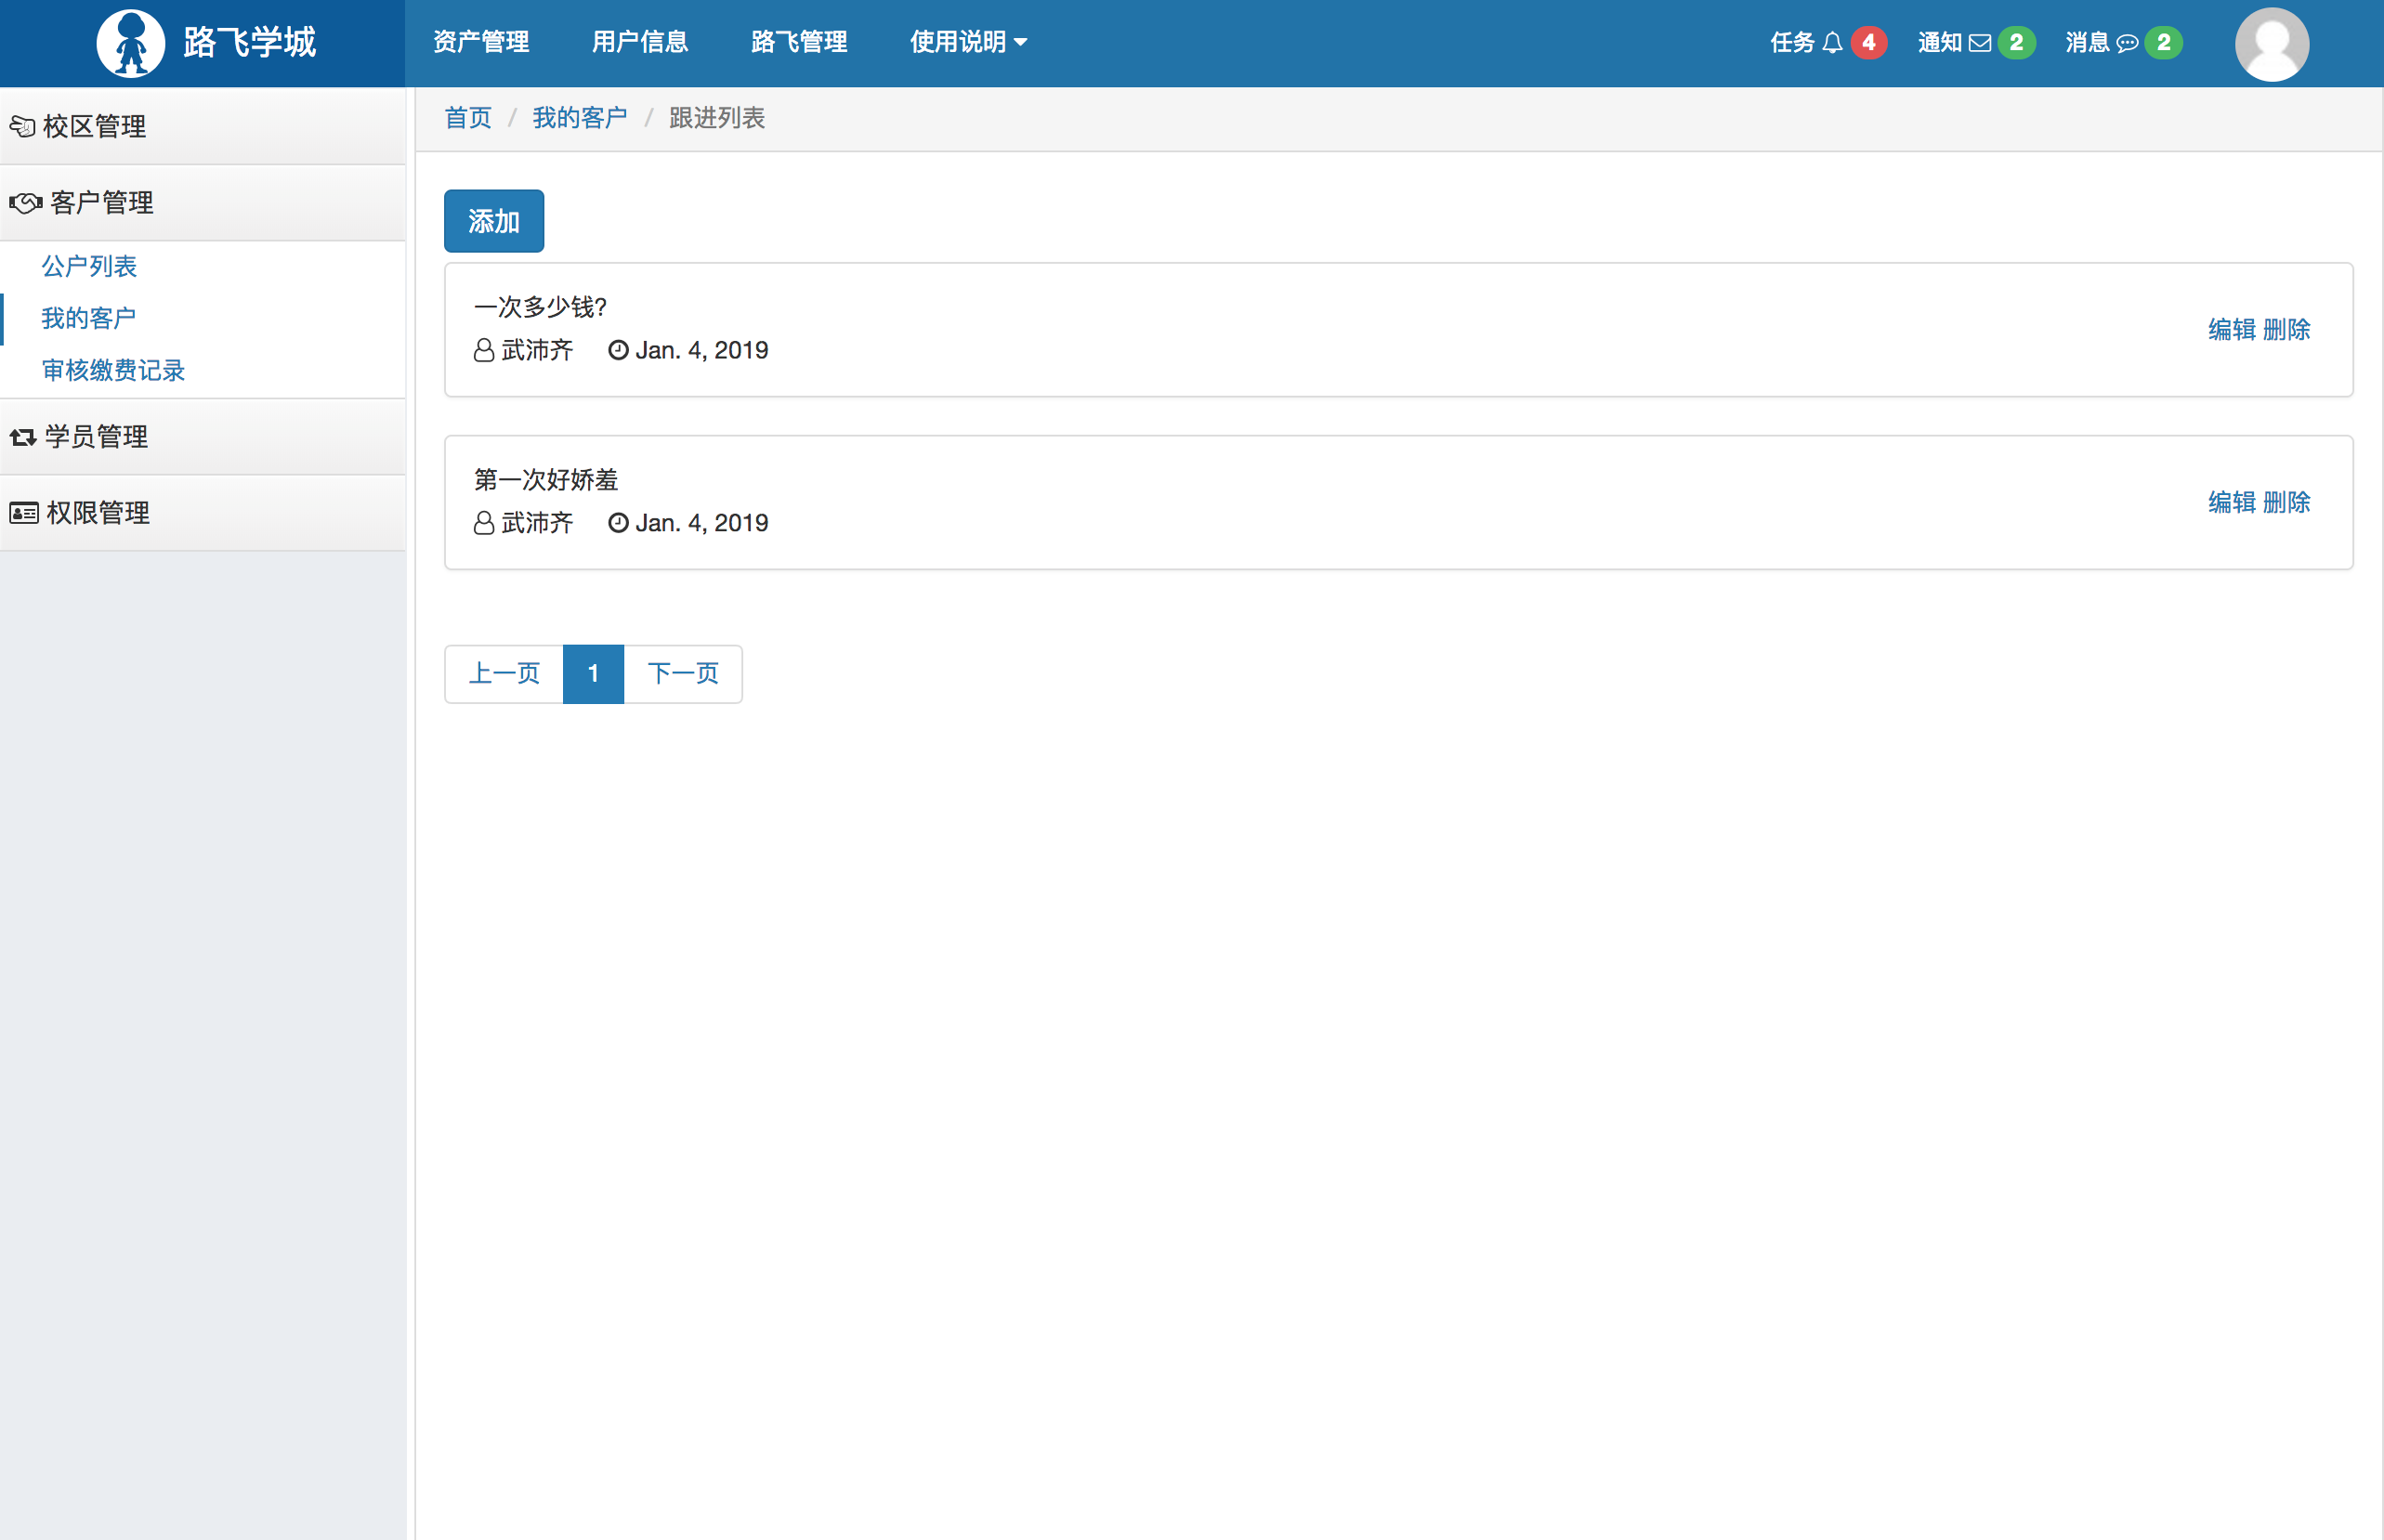 路飞学城
资产管理 用户信息 路飞管理 使用说明
任务 4 通知 2 消息 2
校区管理
客户管理
公户列表
我的客户
审核缴费记录
学员管理
权限管理
首页 / 我的客户 / 跟进列表
添加
一次多少钱?
武沛齐 Jan. 4, 2019
编辑 删除
第一次好娇羞
武沛齐 Jan. 4, 2019
编辑 删除
上一页 1 下一页